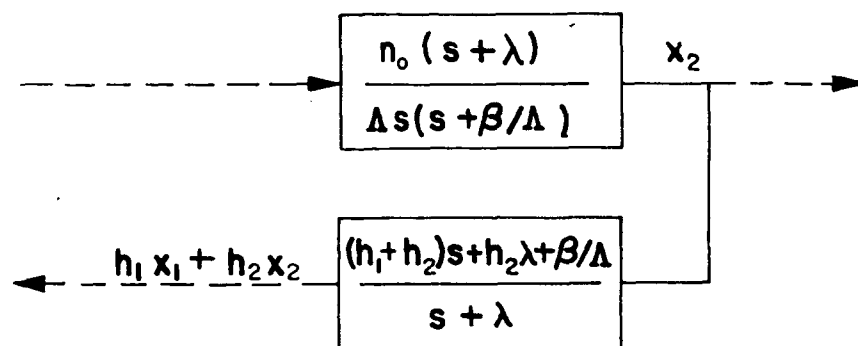 n₀ (s + λ)
x₂
Λ s(s + β/Λ)
h₁ x₁ + h₂ x₂
(h₁+h₂)s+h₂λ+β/Λ
s + λ